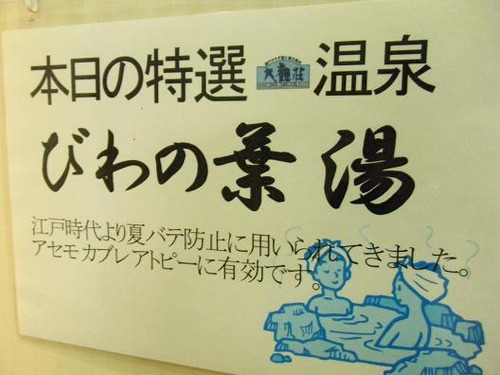 本日の特選 温泉
びわの葉湯
江戸時代より夏バテ防止に用いられてきました。
アセモカブレアトピーに有効です。